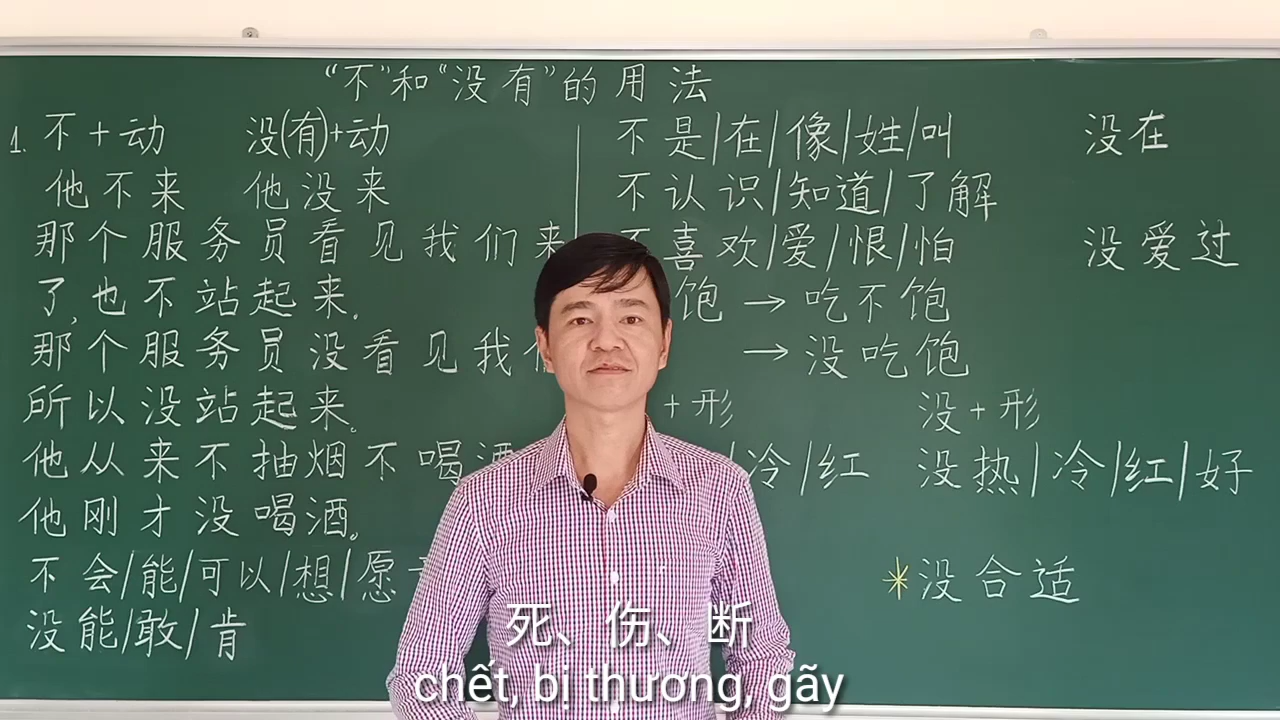 “不”和“没有”的用法
1. 不+动 没(有)+动
他不来 他没来
那个服务员看见我们来
了,也不站起来。
那个服务员没看见我
所以没站起来。
他从来不抽烟不喝酒
他刚才没喝酒。
不会/能/可以/想/愿
没能/敢/肯
不是/在/像/姓/叫 没在
不认识/知道/了解
不喜欢/爱/恨/怕 没爱过
饱→吃不饱
→没吃饱
+形 没+形
冷/红 没热/冷/红/好
*没合适
死、伤、断
chết, bị thương, gãy